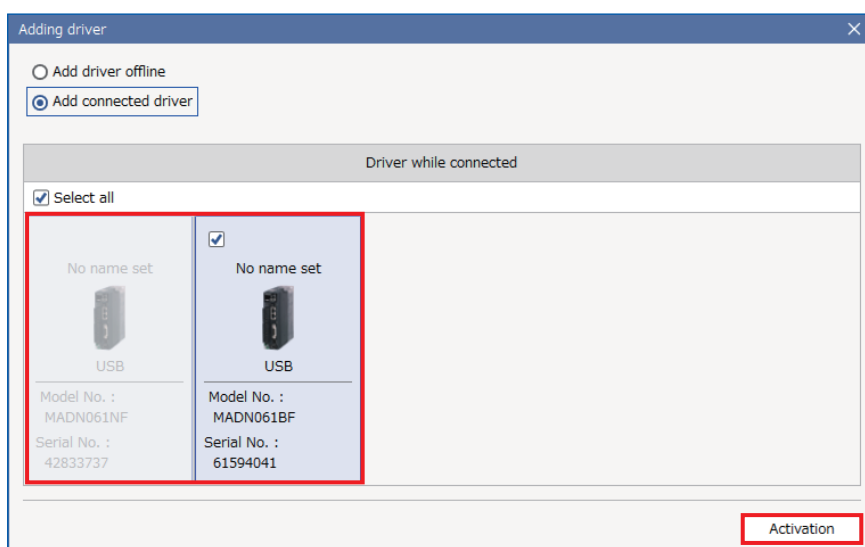 Adding driver
Add driver offline
Add connected driver
Driver while connected
Select all
No name set
USB
Model No. :
MADN061NF
Serial No. :
42833737
No name set
USB
Model No. :
MADN061BF
Serial No. :
61594041
Activation